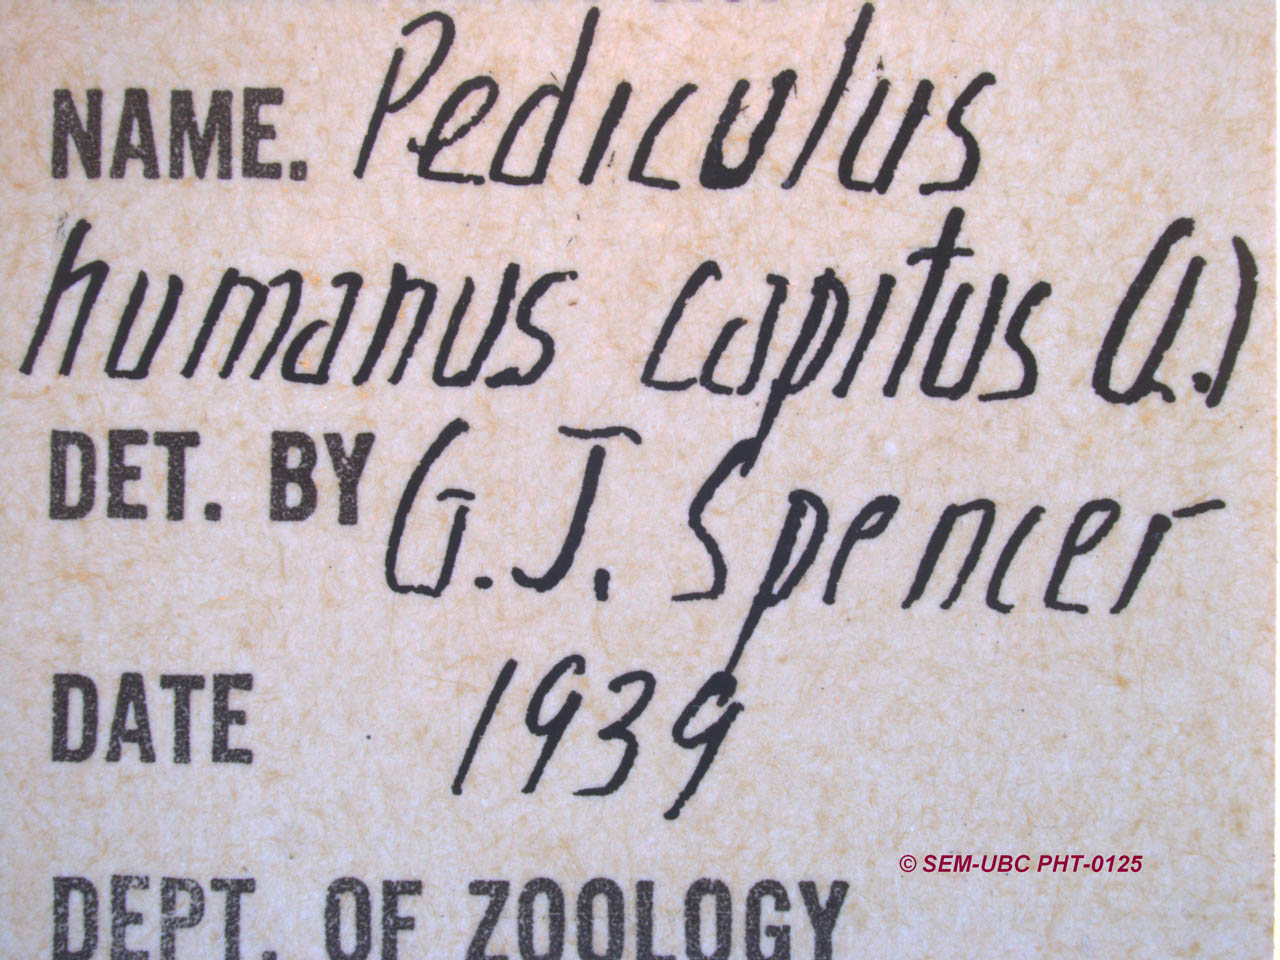 NAME. Pediculus
humanus capitus (L.)
DET. BY G.J. Spencer
DATE 1939
© SEM-UBC PHT-0125
DEPT. OF ZOOLOGY